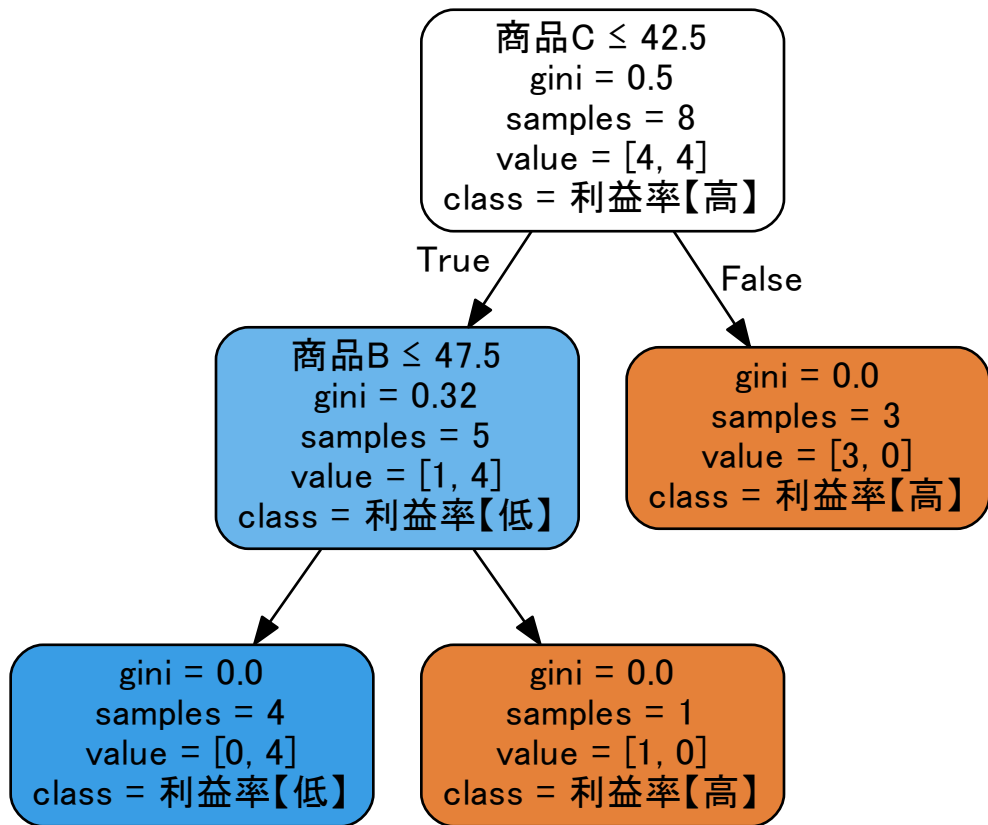 商品C ≤ 42.5
gini = 0.5
samples = 8
value = [4, 4]
class = 利益率【高】
True
False
商品B ≤ 47.5
gini = 0.32
samples = 5
value = [1, 4]
class = 利益率【低】
gini = 0.0
samples = 3
value = [3, 0]
class = 利益率【高】
gini = 0.0
samples = 4
value = [0, 4]
class = 利益率【低】
gini = 0.0
samples = 1
value = [1, 0]
class = 利益率【高】